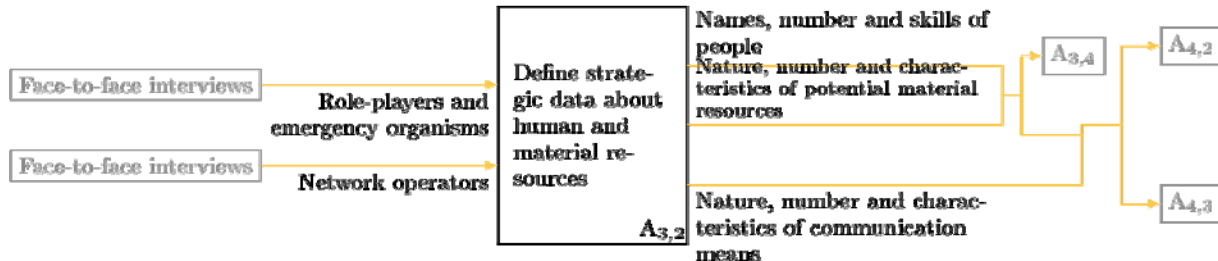 Face-to-face interviews
Role-players and
emergency organisms
Face-to-face interviews
Network operators
Define strate-
gic data about
human and
material re-
sources
A3,2
Names, number and skills of
people
Nature, number and charac-
teristics of potential material
resources
Nature, number and charac-
teristics of communication
means
A3,4
A4,2
A4,3